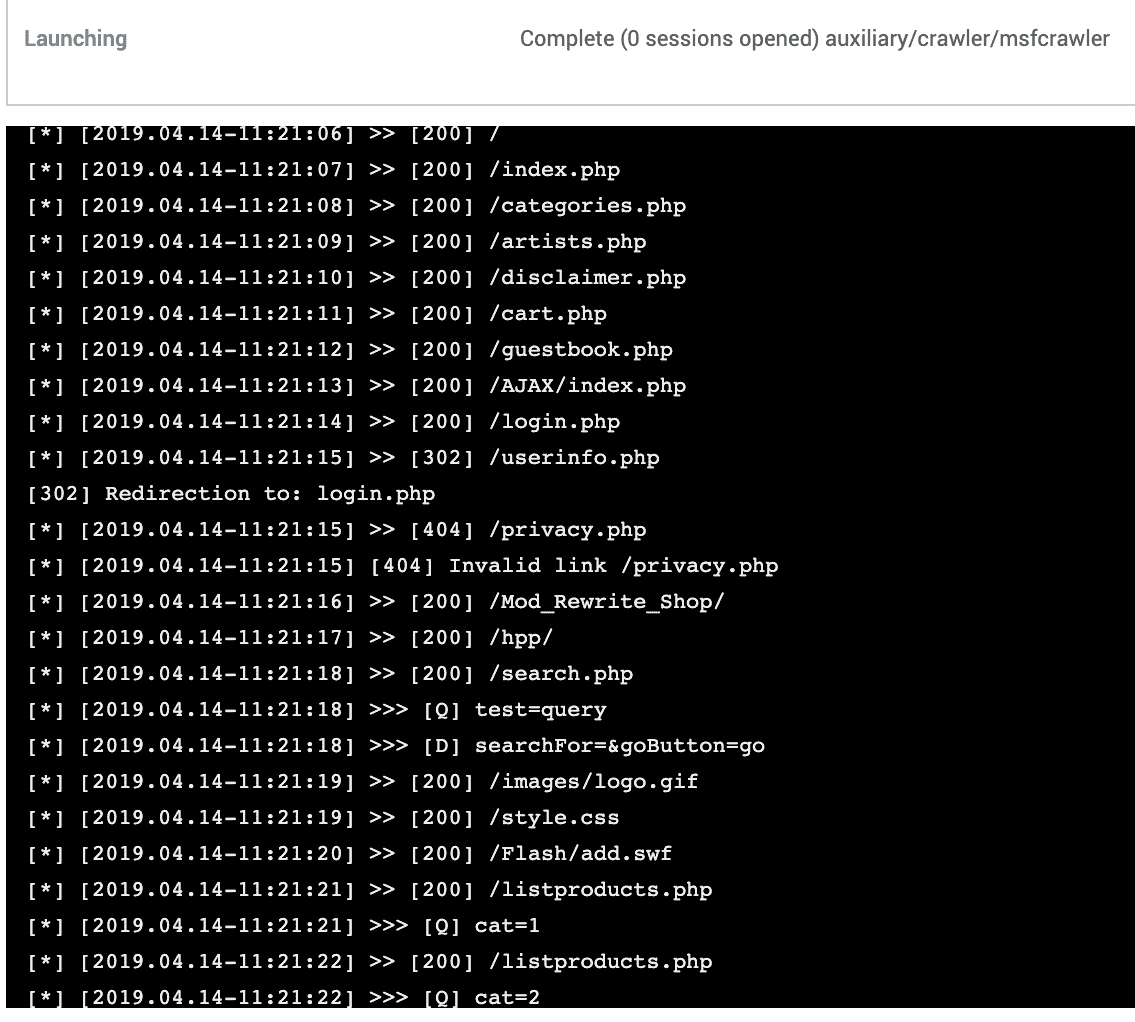 Launching
Complete (0 sessions opened) auxiliary/crawler/msfcrawler
[*] [2019.04.14-11:21:06] >> [200] /
[*] [2019.04.14-11:21:07] >> [200] /index.php
[*] [2019.04.14-11:21:08] >> [200] /categories.php
[*] [2019.04.14-11:21:09] >> [200] /artists.php
[*] [2019.04.14-11:21:10] >> [200] /disclaimer.php
[*] [2019.04.14-11:21:11] >> [200] /cart.php
[*] [2019.04.14-11:21:12] >> [200] /guestbook.php
[*] [2019.04.14-11:21:13] >> [200] /AJAX/index.php
[*] [2019.04.14-11:21:14] >> [200] /login.php
[*] [2019.04.14-11:21:15] >> [302] /userinfo.php
[302] Redirection to: login.php
[*] [2019.04.14-11:21:15] >> [404] /privacy.php
[*] [2019.04.14-11:21:15] [404] Invalid link /privacy.php
[*] [2019.04.14-11:21:16] >> [200] /Mod_Rewrite_Shop/
[*] [2019.04.14-11:21:17] >> [200] /hpp/
[*] [2019.04.14-11:21:18] >> [200] /search.php
[*] [2019.04.14-11:21:18] >>> [Q] test=query
[*] [2019.04.14-11:21:18] >>> [D] searchFor=&goButton=go
[*] [2019.04.14-11:21:19] >> [200] /images/logo.gif
[*] [2019.04.14-11:21:19] >> [200] /style.css
[*] [2019.04.14-11:21:20] >> [200] /Flash/add.swf
[*] [2019.04.14-11:21:21] >> [200] /listproducts.php
[*] [2019.04.14-11:21:21] >>> [Q] cat=1
[*] [2019.04.14-11:21:22] >> [200] /listproducts.php
[*] [2019.04.14-11:21:22] >>> [Q] cat=2